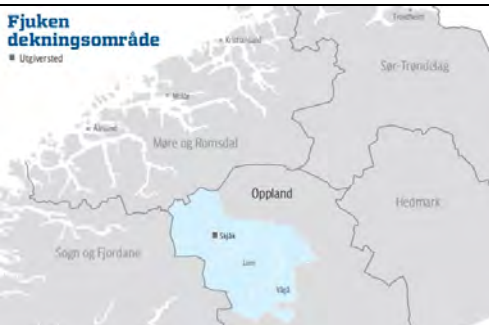 Fjuken
dekningsområde
Utgiversted
Trondheim
Kristiansund
Sør-Trøndelag
Molde
Ålesund
Møre og Romsdal
Oppland
Hedmark
Skjåk
Sogn og Fjordane
Lom
Vågå